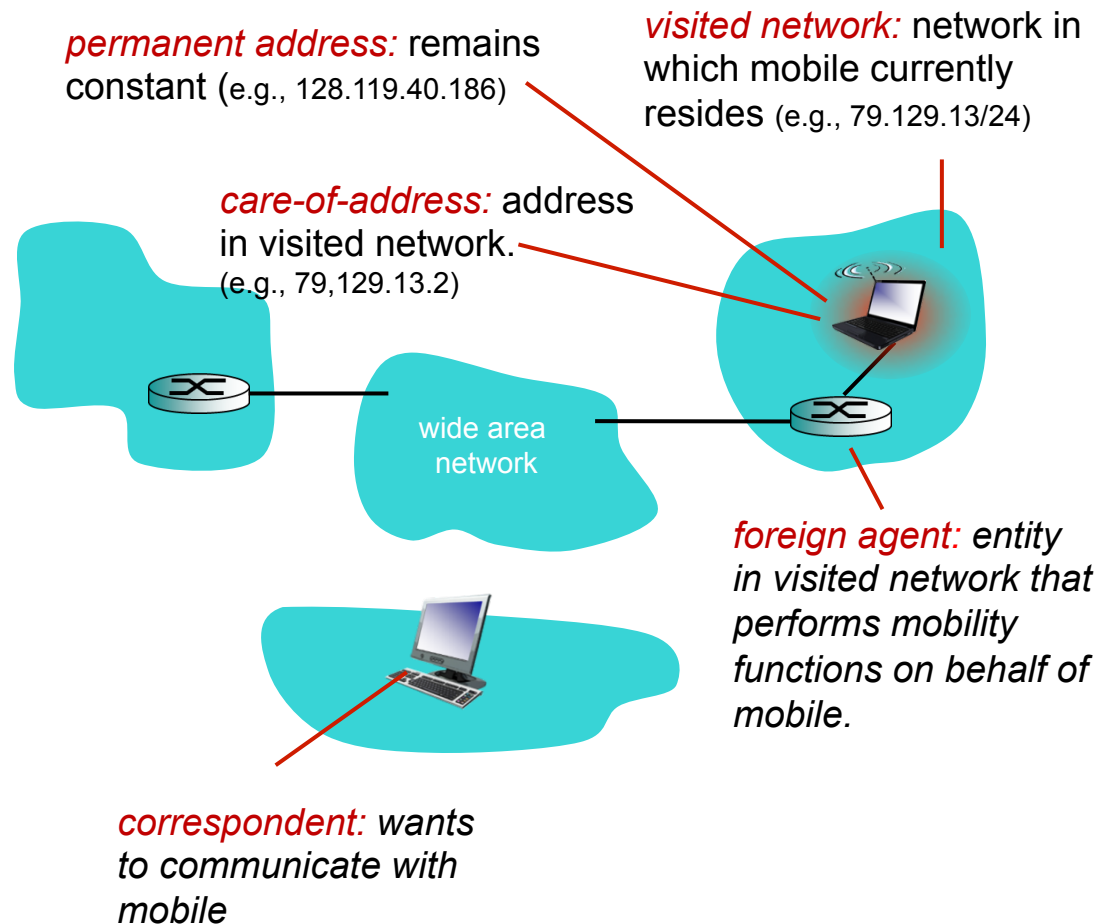 permanent address: remains
constant (e.g., 128.119.40.186)
visited network: network in
which mobile currently
resides (e.g., 79.129.13/24)
care-of-address: address
in visited network.
(e.g., 79,129.13.2)
wide area
network
foreign agent: entity
in visited network that
performs mobility
functions on behalf of
mobile.
correspondent: wants
to communicate with
mobile